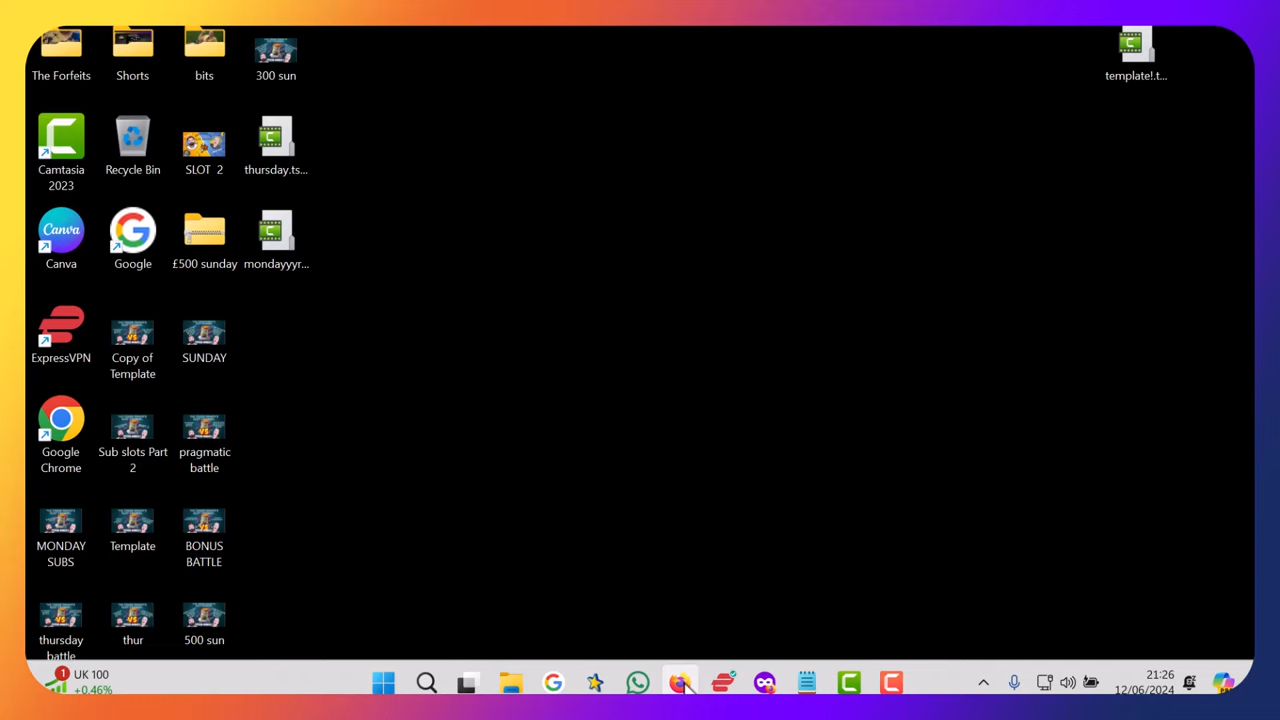 The Forfeits
Shorts
bits
300 sun
template!.t...
Camtasia
2023
Recycle Bin
SLOT 2
thursday.ts...
Canva
Canva
Google
£500 sunday
mondayyyr...
ExpressVPN
Copy of
Template
SUNDAY
Google
Chrome
Sub slots Part
2
pragmatic
battle
MONDAY
SUBS
Template
BONUS
BATTLE
thursday
battle
thur
500 sun
1
UK 100
+0.46%
21:26
12/06/2024